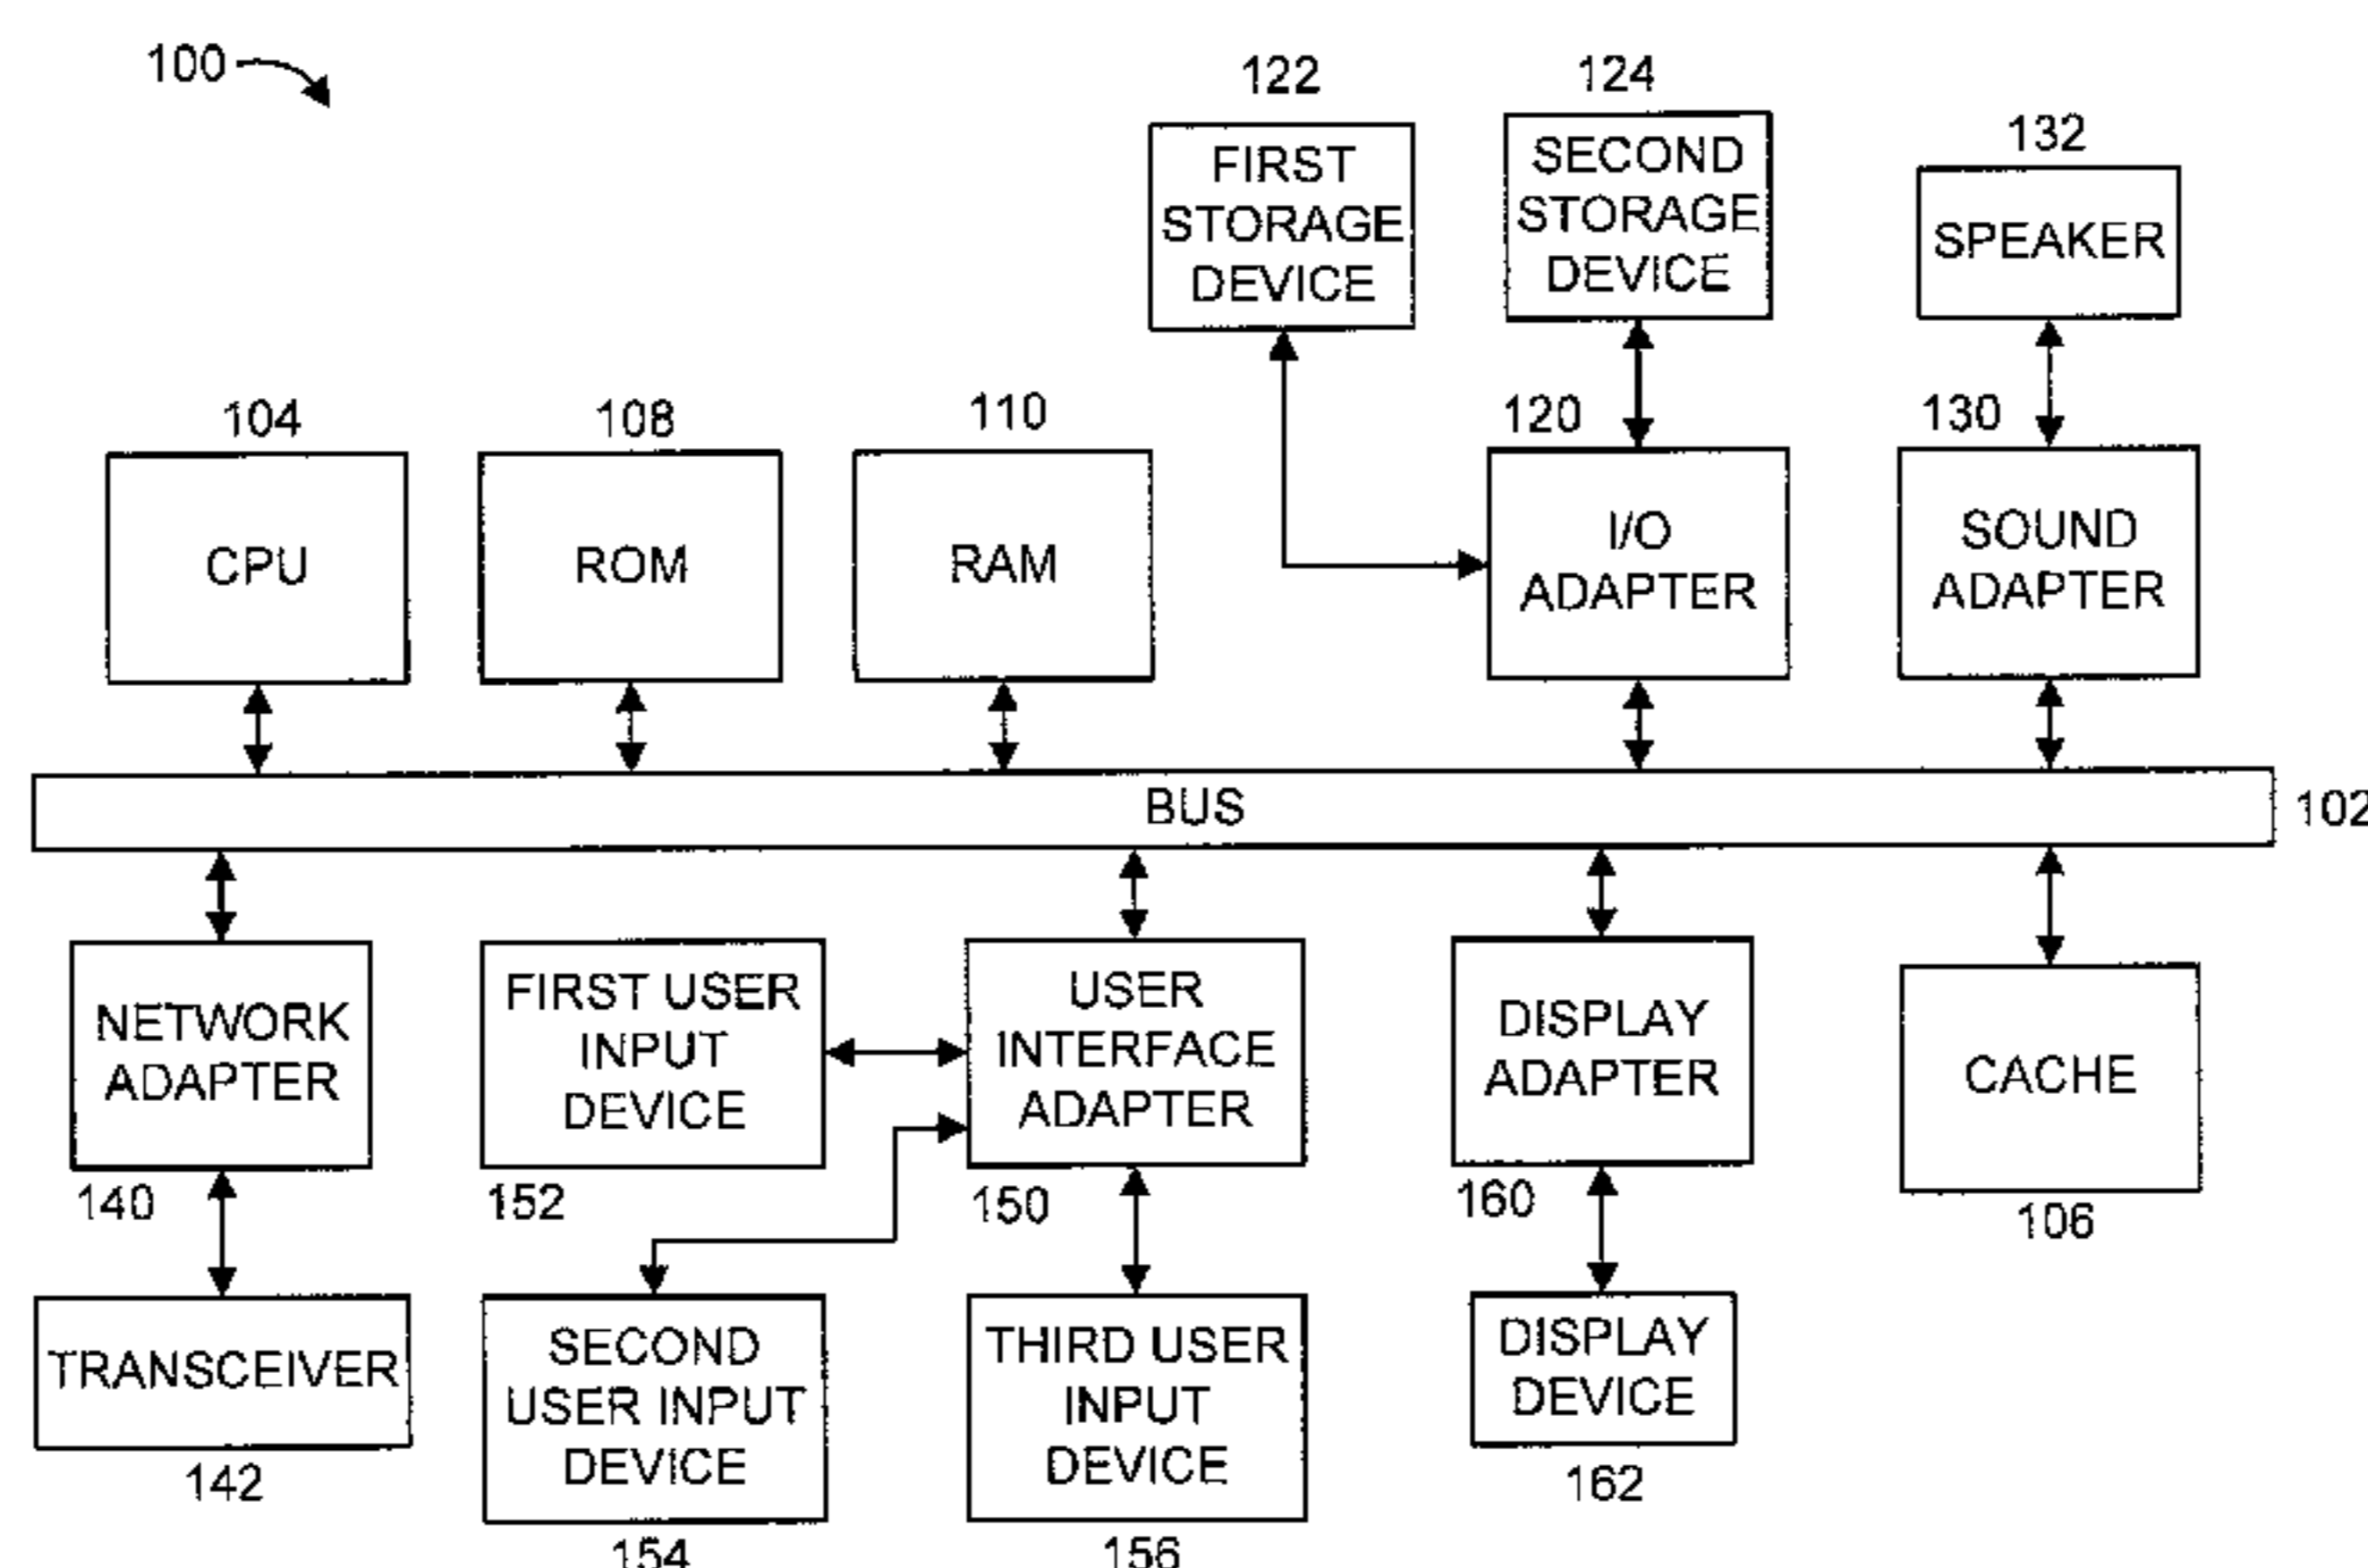 100
122
FIRST
STORAGE
DEVICE
124
SECOND
STORAGE
DEVICE
132
SPEAKER
104
CPU
108
ROM
110
RAM
120
I/O
ADAPTER
130
SOUND
ADAPTER
BUS
102
NETWORK
ADAPTER
140
FIRST USER
INPUT
DEVICE
152
USER
INTERFACE
ADAPTER
150
DISPLAY
ADAPTER
160
CACHE
106
TRANSCEIVER
142
SECOND
USER INPUT
DEVICE
154
THIRD USER
INPUT
DEVICE
156
DISPLAY
DEVICE
162